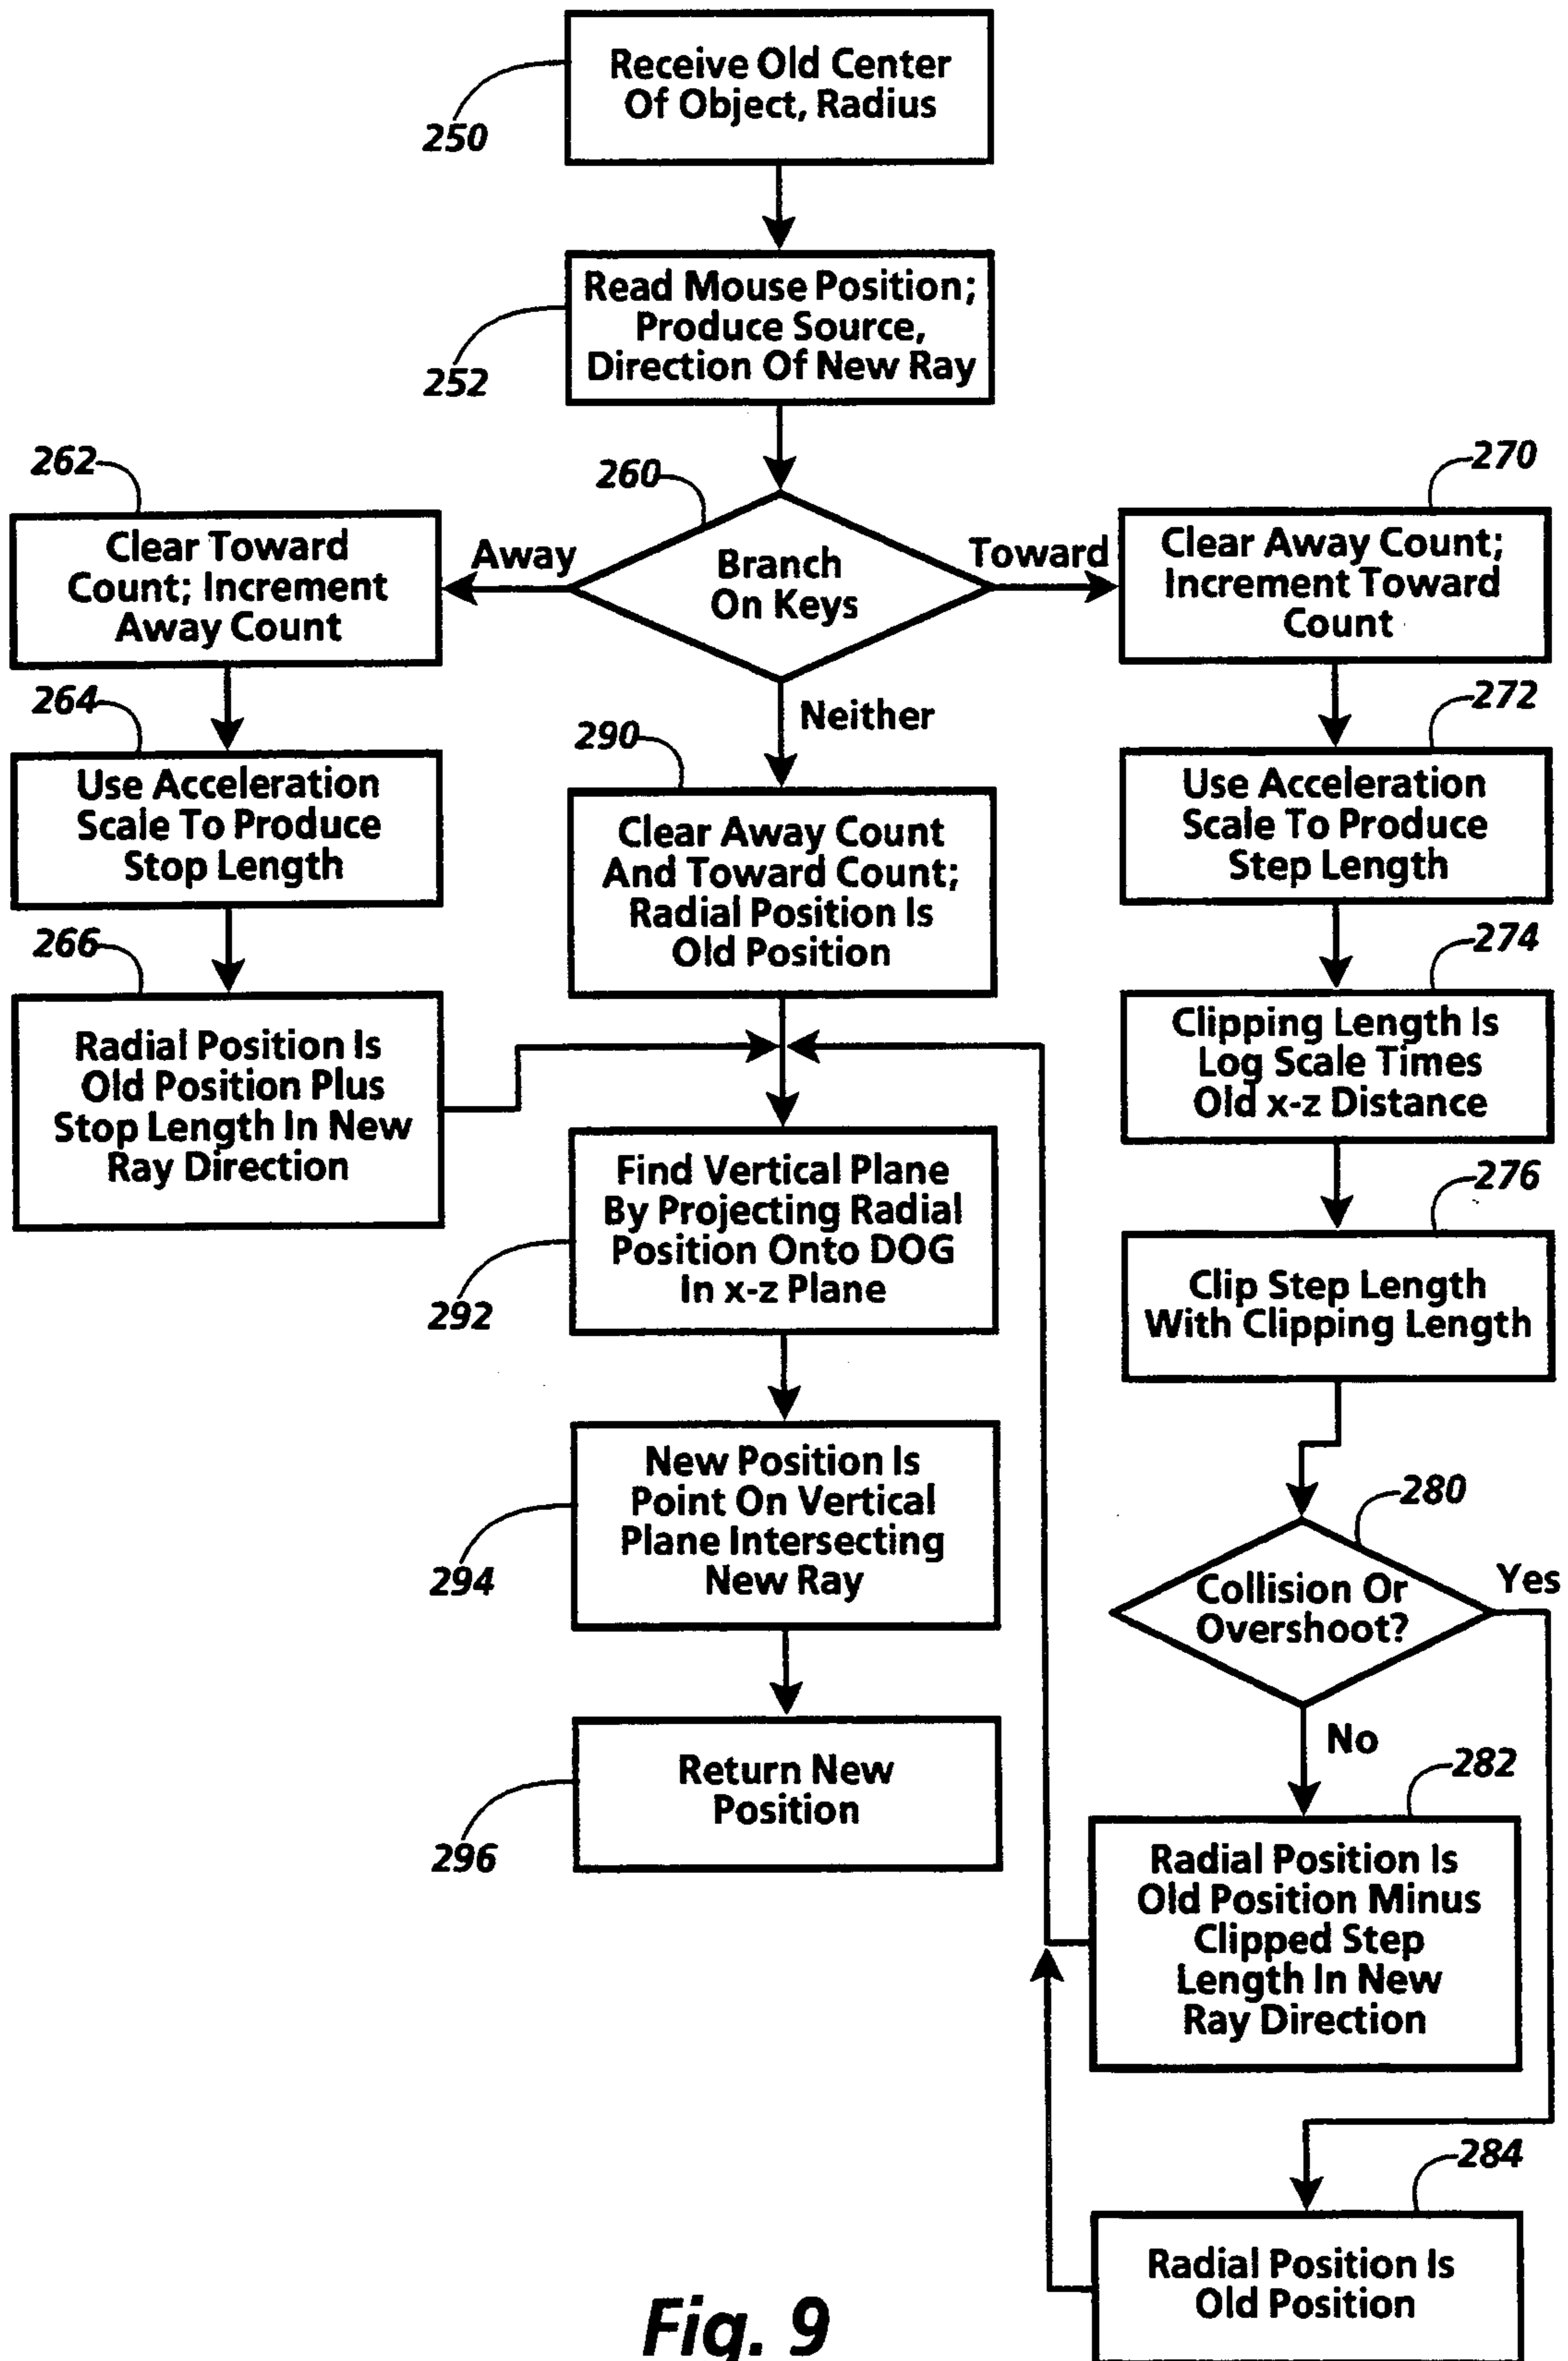 Receive Old Center
Of Object, Radius
250
Read Mouse Position;
Produce Source,
Direction Of New Ray
252
260
Branch
On Keys
Away
Toward
Neither
262
Clear Toward
Count; Increment
Away Count
264
Use Acceleration
Scale To Produce
Stop Length
266
Radial Position Is
Old Position Plus
Stop Length In New
Ray Direction
270
Clear Away Count;
Increment Toward
Count
272
Use Acceleration
Scale To Produce
Step Length
274
Clipping Length Is
Log Scale Times
Old x-z Distance
276
Clip Step Length
With Clipping Length
280
Collision Or
Overshoot?
Yes
No
282
Radial Position Is
Old Position Minus
Clipped Step
Length In New
Ray Direction
284
Radial Position Is
Old Position
290
Clear Away Count
And Toward Count;
Radial Position Is
Old Position
292
Find Vertical Plane
By Projecting Radial
Position Onto DOG
In x-z Plane
294
New Position Is
Point On Vertical
Plane Intersecting
New Ray
296
Return New
Position
Fig. 9